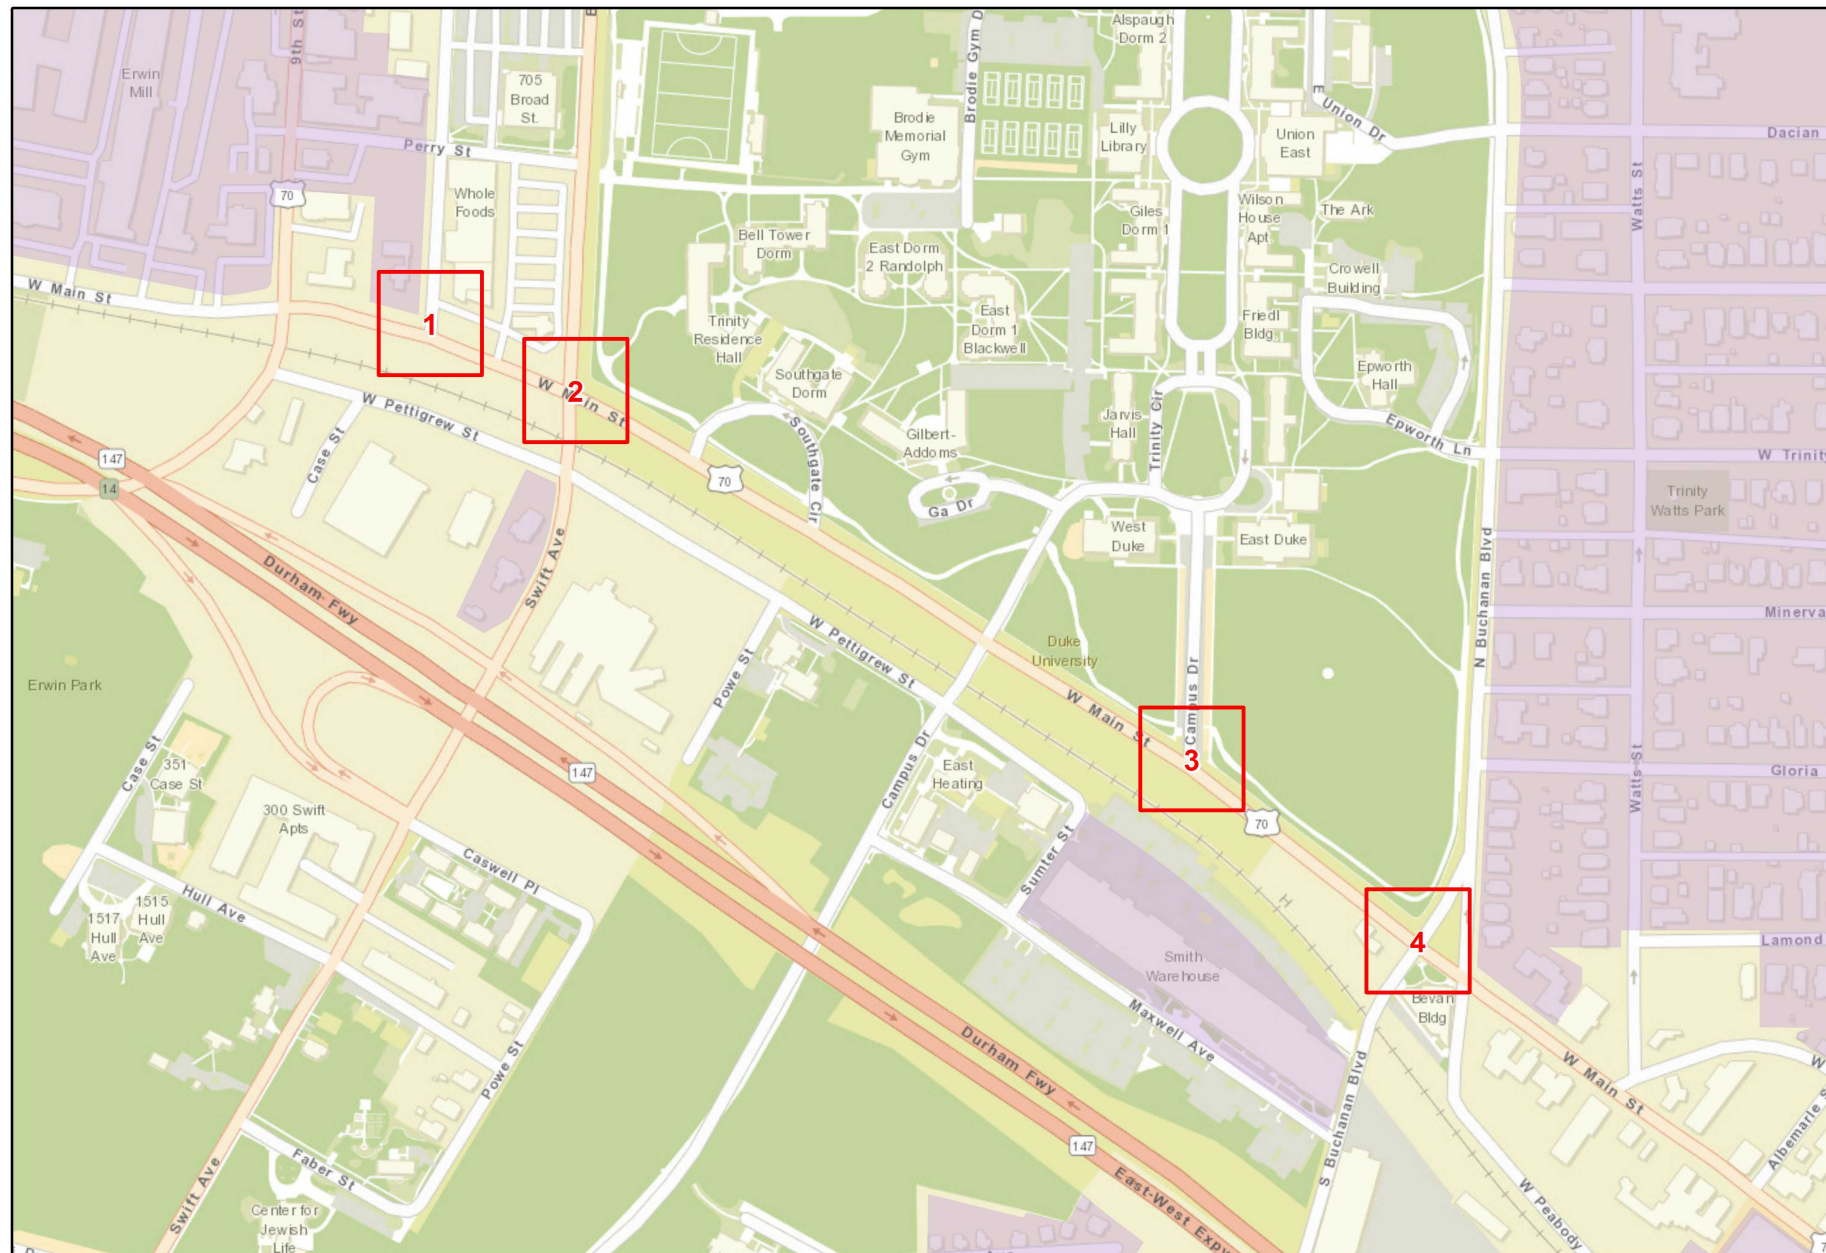 Alspaugh
Dorm 2
9th St
Erwin
Mill
705
Broad
St.
Brodie Gym D
E Union Dr
Brodie
Memorial
Gym
Lilly
Library
Union
East
Dacian
Perry St
70
Whole
Foods
Watts St
Giles
Dorm 1
Wilson
House
Apt.
The Ark
Bell Tower
Dorm
East Dorm
2 Randolph
Crowell
Building
W Main St
1
East
Dorm 1
Blackwell
Friedl
Bldg.
Trinity
Residence
Hall
Southgate
Dorm
Epworth
Hall
2
W Main St
W Pettigrew St
Jarvis
Hall
Trinity Cir
Gilbert-
Addoms
Southgate Cir
Epworth Ln
Case St
147
14
70
W Trinity
Ga Dr
Trinity
Watts Park
West
Duke
East Duke
Swift Ave
Durham Fwy
N Buchanan Blvd
Minerva
Duke
University
W Pettigrew St
Powe St
Erwin Park
W Main St
Campus Dr
3
Case St
351
Case St
147
Campus Dr
East
Heating
Gloria
Watts St
300 Swift
Apts
70
Caswell Pl
Sumter St
Hull Ave
1517
Hull
Ave
1515
Hull
Ave
4
Lamond
Smith
Warehouse
Bevan
Bldg
Maxwell Ave
Durham Fwy
Powe St
W Main St
W
S Buchanan Blvd
Albemarle S
147
Faber St
Swift Ave
East-West Expy
W Peabody
Center for
Jewish
Life
7